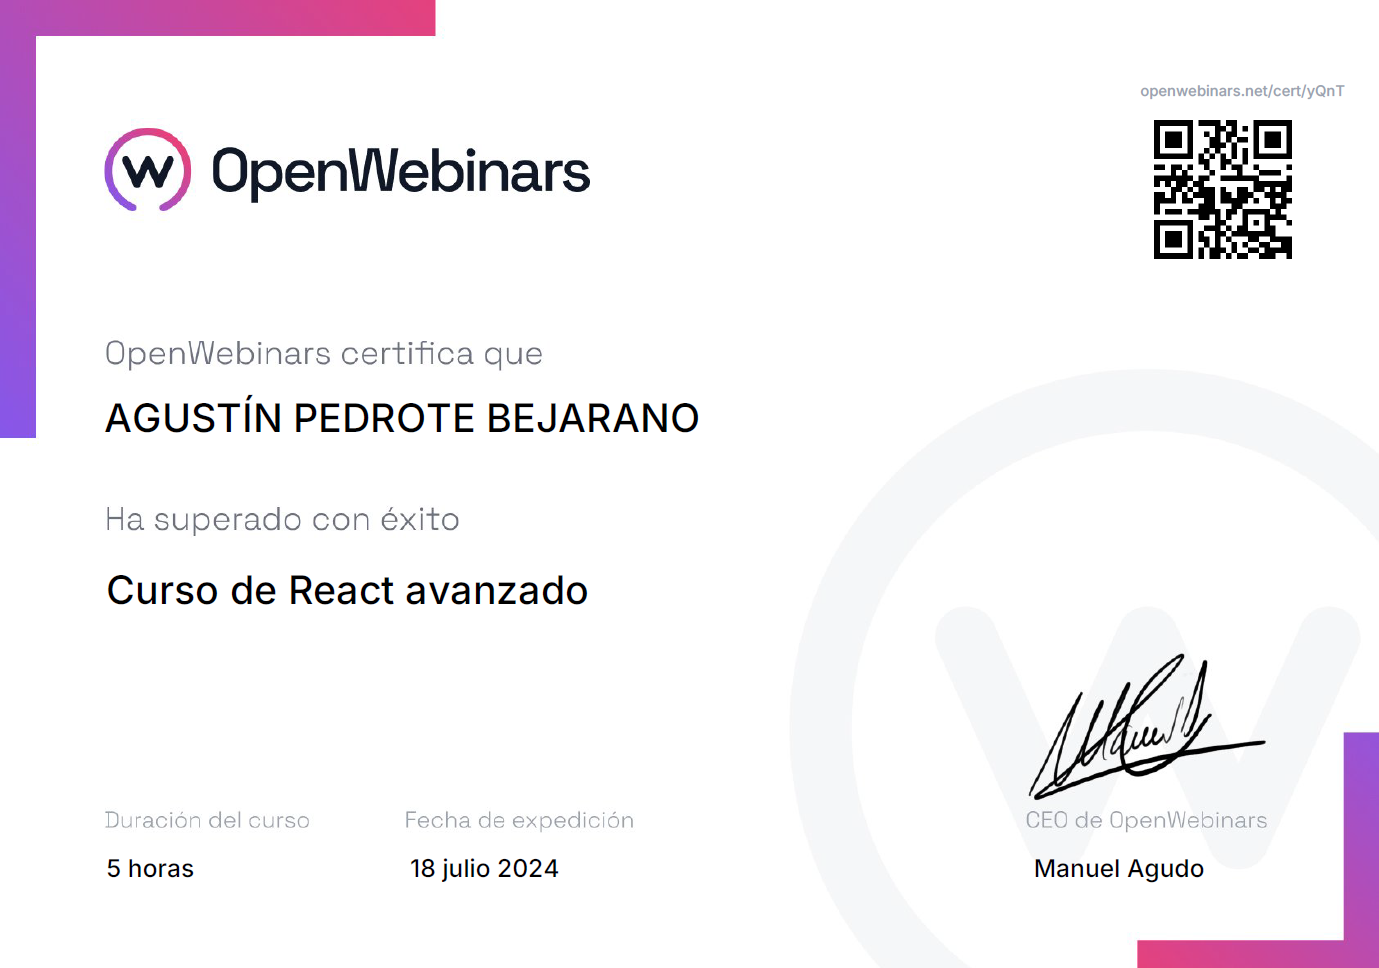 openwebinars.net/cert/yQnT
OpenWebinars
OpenWebinars certifica que
AGUSTÍN PEDROTE BEJARANO
Ha superado con éxito
Curso de React avanzado
Duración del curso
5 horas
Fecha de expedición
18 julio 2024
CEO de OpenWebinars
Manuel Agudo